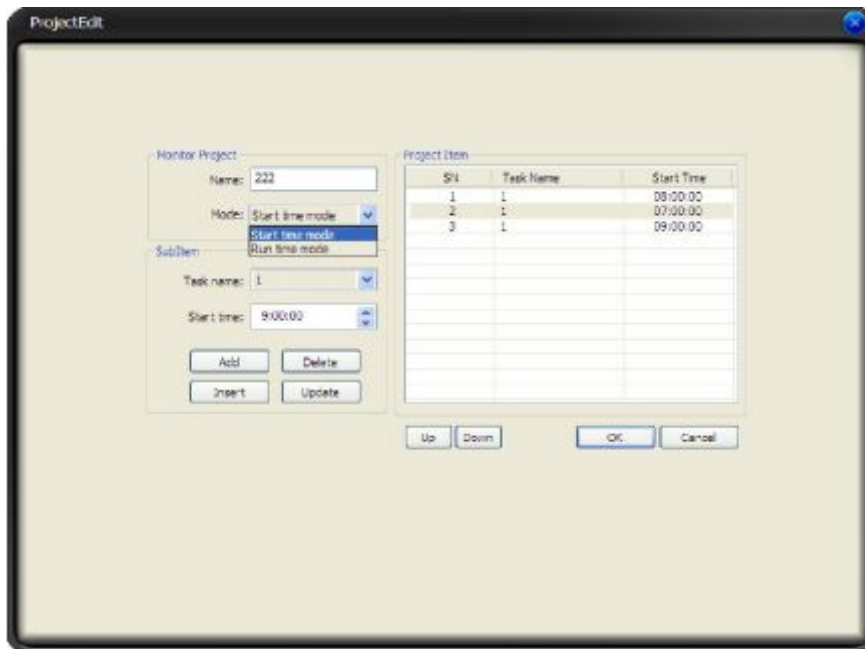 ProjectEdit
Monitor Project
Name: 222
Mode: Start time mode
Start time mode
Run time mode
SubItem
Task name: 1
Start time: 9:00:00
Add Delete
Insert Update
Project Item
SN Task Name Start Time
1 1 08:00:00
2 1 07:00:00
3 1 09:00:00
Up Down OK Cancel